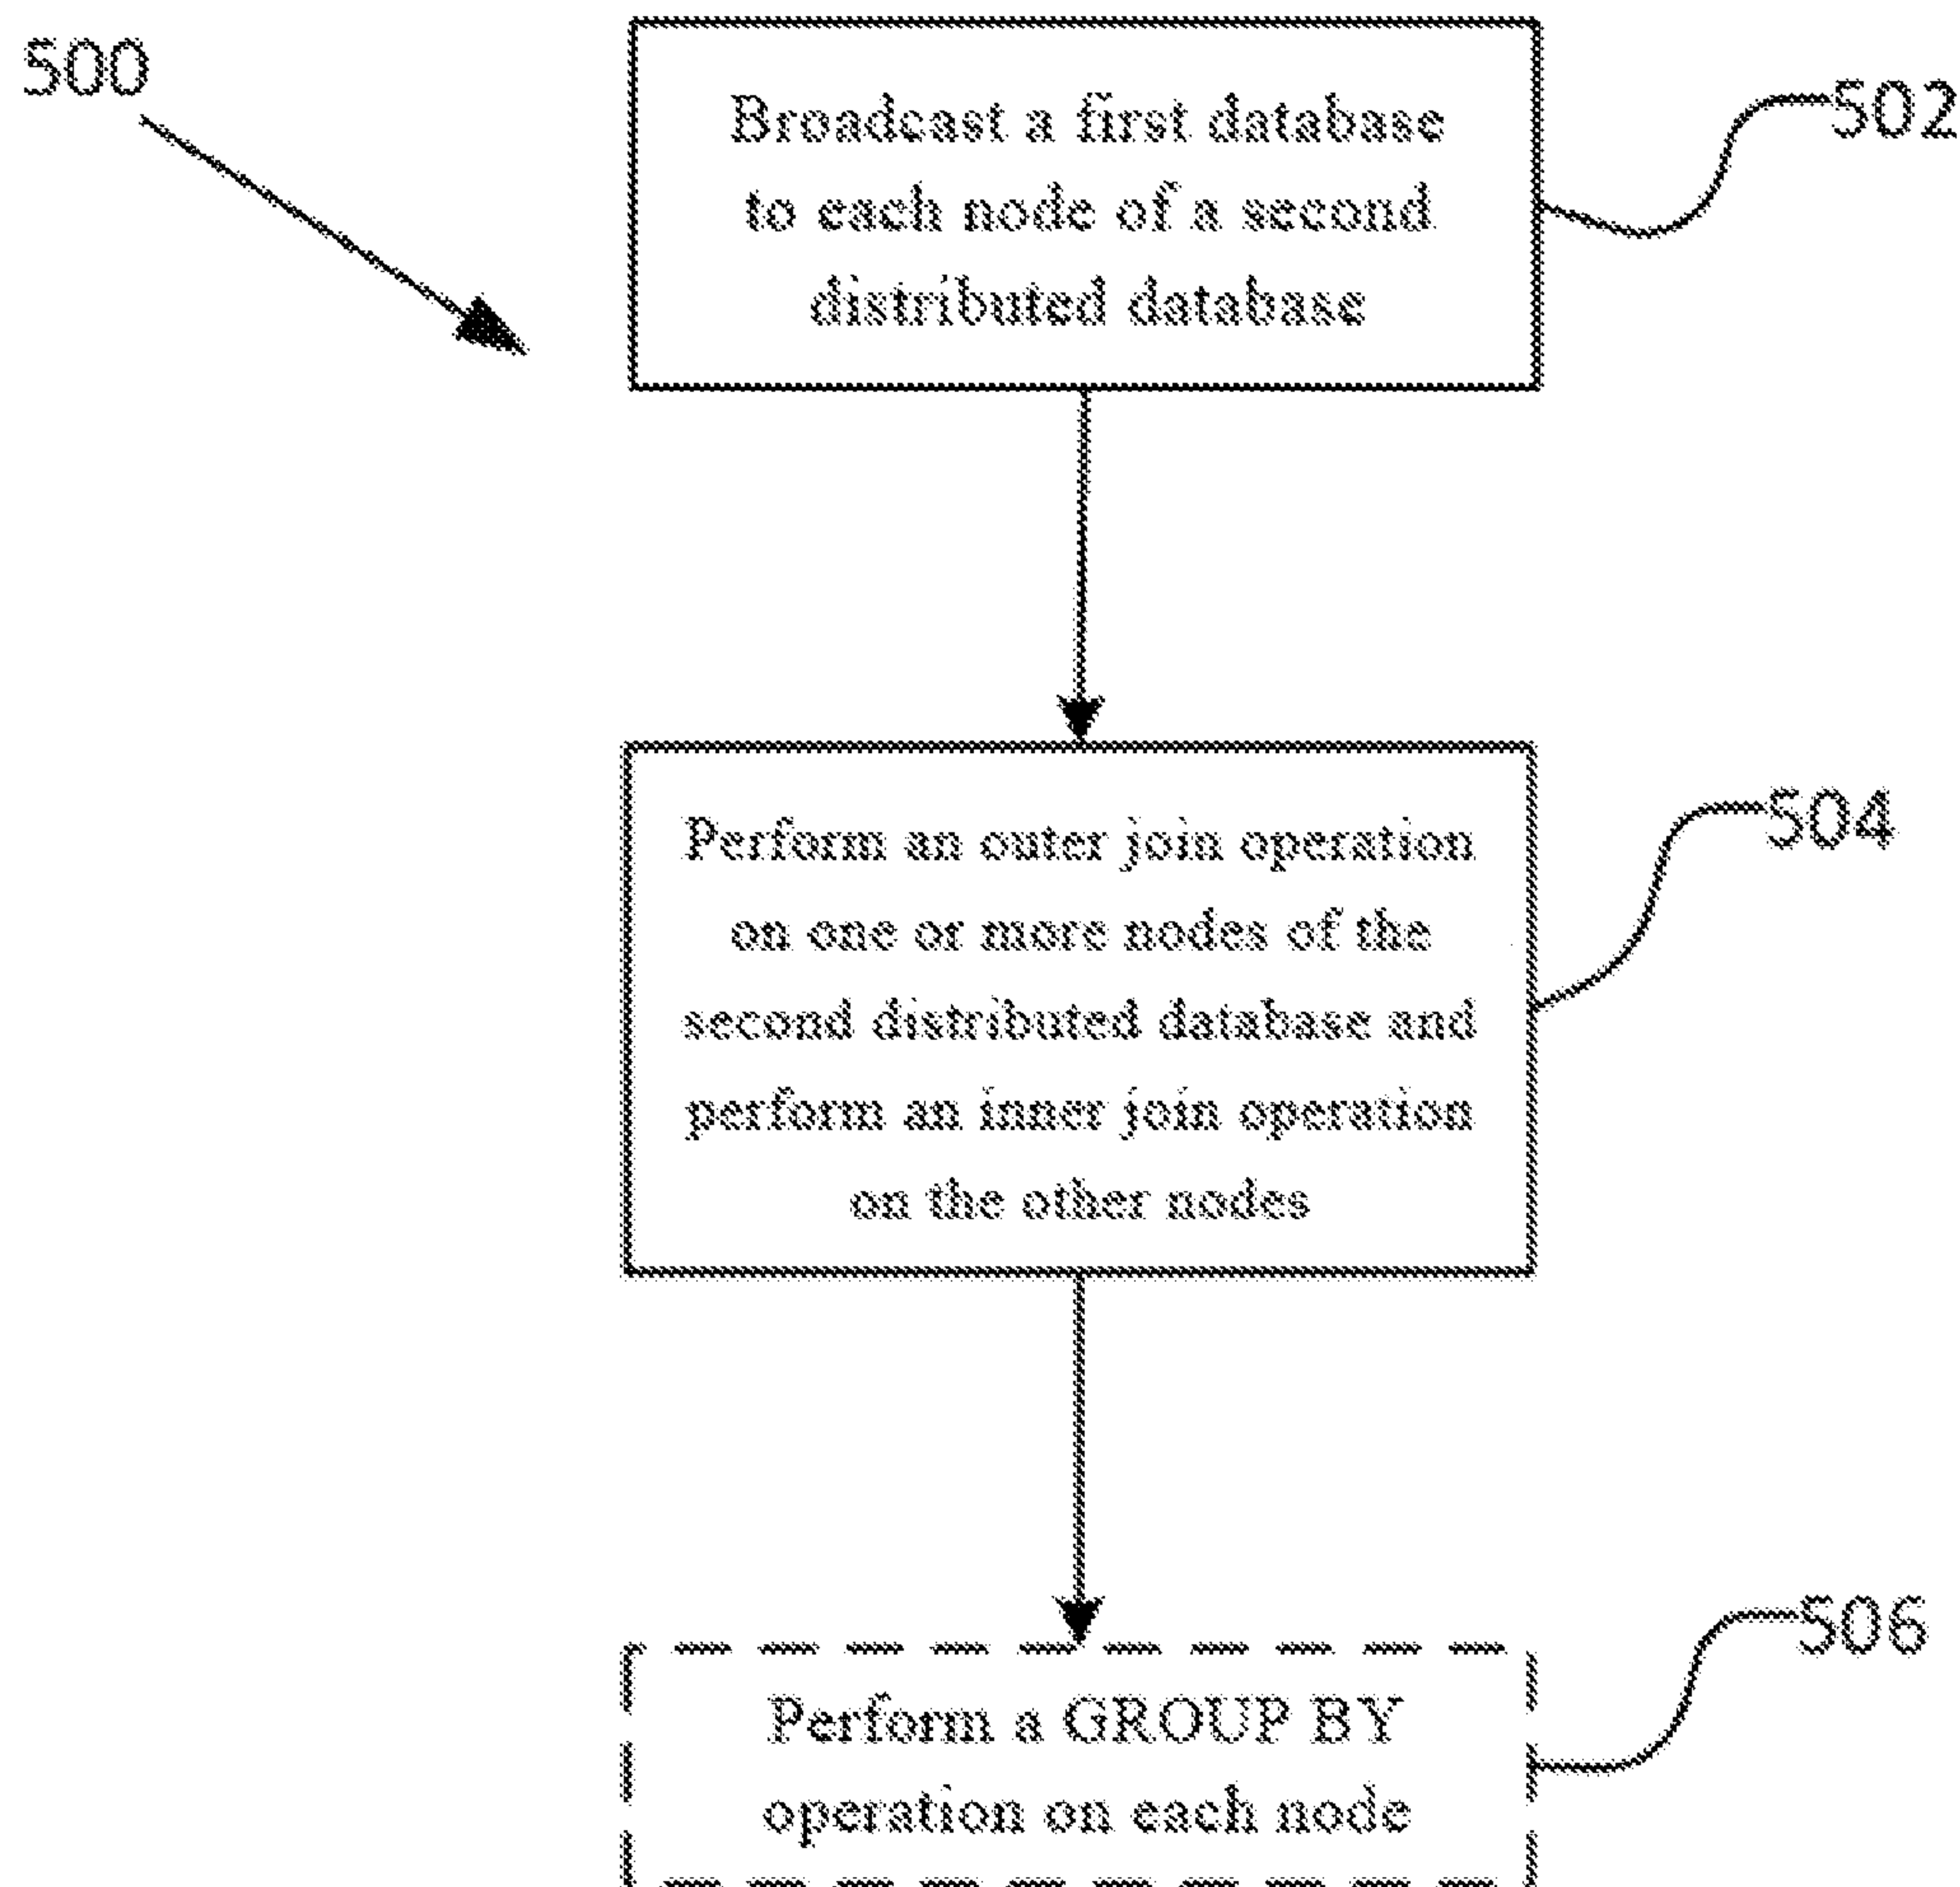 500
Broadcast a first database
to each node of a second
distributed database
502
Perform an outer join operation
on one or more nodes of the
second distributed database and
perform an inner join operation
on the other nodes
504
Perform a GROUP BY
operation on each node
506